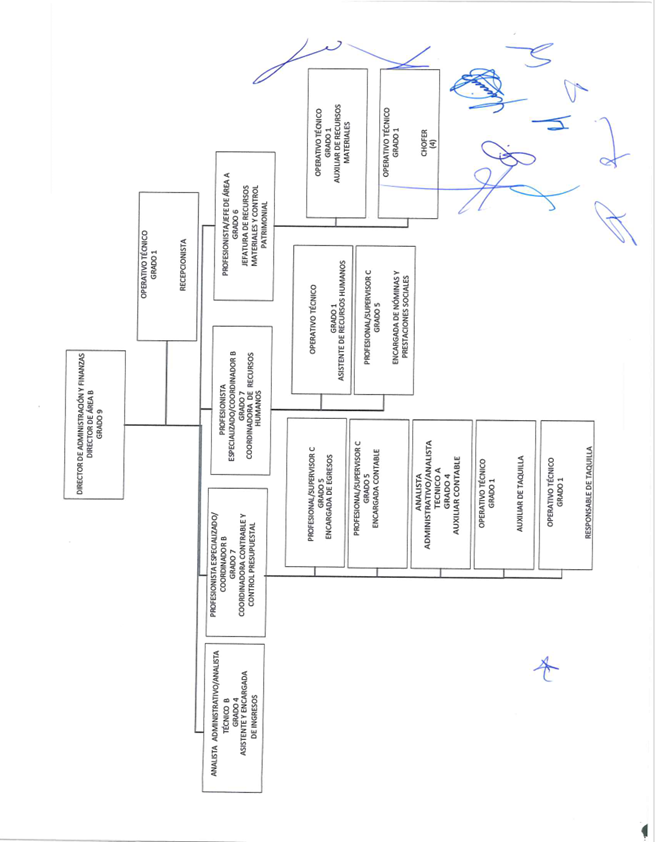 DIRECTOR DE ADMINISTRACIÓN Y FINANZAS
DIRECTOR DE ÁREA B
GRADO 9
OPERATIVO TÉCNICO
GRADO 1
RECEPCIONISTA
ANALISTA ADMINISTRATIVO/ANALISTA
TÉCNICO B
GRADO 4
ASISTENTE Y ENCARGADA
DE INGRESOS
PROFESIONISTA ESPECIALIZADO/
COORDINADOR B
GRADO 7
COORDINADORA CONTRABLE Y
CONTROL PRESUPUESTAL
PROFESIONISTA
ESPECIALIZADO/COORDINADOR B
GRADO 7
COORDINADORA DE RECURSOS
HUMANOS
PROFESIONISTA/JEFE DE ÁREA A
GRADO 6
JEFATURA DE RECURSOS
MATERIALES Y CONTROL
PATRIMONIAL
PROFESIONAL/SUPERVISOR C
GRADO 5
ENCARGADA DE EGRESOS
PROFESIONAL/SUPERVISOR C
GRADO 5
ENCARGADA CONTABLE
ANALISTA
ADMINISTRATIVO/ANALISTA
TECNICO A
GRADO 4
AUXILIAR CONTABLE
OPERATIVO TÉCNICO
GRADO 1
AUXILIAR DE TAQUILLA
OPERATIVO TÉCNICO
GRADO 1
RESPONSABLE DE TAQUILLA
OPERATIVO TÉCNICO
GRADO 1
ASISTENTE DE RECURSOS HUMANOS
PROFESIONAL/SUPERVISOR C
GRADO 5
ENCARGADA DE NÓMINAS Y
PRESTACIONES SOCIALES
OPERATIVO TÉCNICO
GRADO 1
AUXILIAR DE RECURSOS
MATERIALES
OPERATIVO TÉCNICO
GRADO 1
CHOFER
(4)